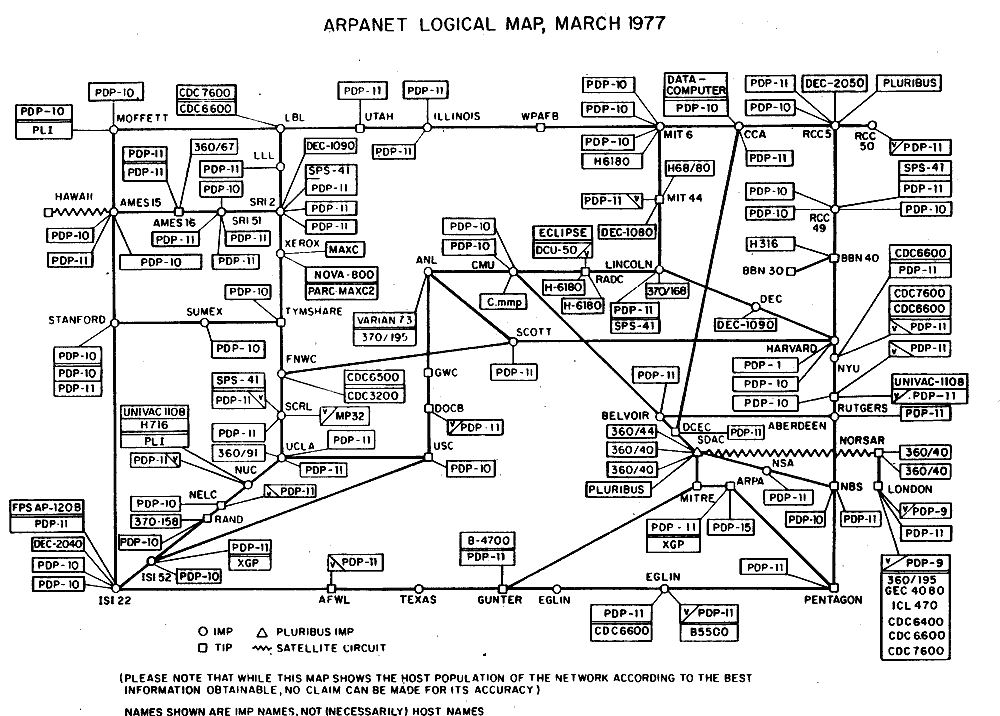 ARPANET LOGICAL MAP, MARCH 1977
PDP-10
PLI
PDP-10
MOFFETT
CDC7600
CDC6600
LBL
PDP-11
UTAH
PDP-11
ILLINOIS
PDP-11
WPAFB
PDP-10
PDP-10
PDP-10
H6180
MIT 6
DATA-
COMPUTER
PDP-10
CCA
PDP-11
PDP-11
PDP-10
DEC-2050
PLURIBUS
RCC5
RCC
50
PDP-11
PDP-11
PDP-11
360/67
LLL
PDP-11
DEC-1090
SPS-41
PDP-11
PDP-11
PDP-11
PDP-10
HAWAII
AMES 15
AMES 16
SRI 51
SRI 2
PDP-10
PDP-11
PDP-10
PDP-11
PDP-11
H68/80
PDP-11
MIT 44
DEC-1080
PDP-10
PDP-10
SPS-41
PDP-11
PDP-10
RCC
49
XEROX
MAXC
NOVA-800
PARC-MAXC2
ANL
PDP-10
PDP-10
CMU
C.mmp
ECLIPSE
DCU-50
H-6180
H-6180
RADC
LINCOLN
370/168
PDP-11
SPS-41
H316
BBN 30
BBN 40
CDC6600
PDP-11
CDC7600
CDC6600
PDP-11
PDP-11
DEC
DEC-1090
STANFORD
PDP-10
PDP-10
PDP-11
SUMEX
PDP-10
PDP-10
TYMSHARE
VARIAN 73
370/195
SCOTT
PDP-11
HARVARD
PDP-1
PDP-10
PDP-10
NYU
FNWC
CDC6500
CDC3200
GWC
SPS-41
PDP-11
SCRL
V MP32
PDP-11
360/91
UCLA
PDP-11
PDP-11
DOCB
V PDP-11
USC
PDP-10
PDP-11
BELVOIR
360/44
360/40
360/40
PLURIBUS
DCEC
PDP-11
SDAC
ABERDEEN
RUTGERS
UNIVAC-1108
V PDP-11
PDP-11
NORSAR
360/40
360/40
UNIVAC 1108
H716
PLI
PDP-11 V
NUC
NELC
PDP-11
PDP-10
370-158
RAND
PDP-10
NSA
PDP-11
MITRE
ARPA
PDP-11
XGP
PDP-15
NBS
PDP-10
PDP-11
LONDON
V PDP-9
PDP-11
V PDP-9
360/195
GEC 4080
ICL 470
CDC6400
CDC6600
CDC7600
FPS AP-120B
PDP-11
DEC-2040
PDP-10
PDP-10
ISI 22
ISI 52
PDP-11
XGP
PDP-10
V PDP-11
AFWL
TEXAS
B-4700
PDP-11
GUNTER
EGLIN
EGLIN
PDP-11
CDC6600
V PDP-11
B5500
PDP-11
PENTAGON
IMP
TIP
PLURIBUS IMP
SATELLITE CIRCUIT
(PLEASE NOTE THAT WHILE THIS MAP SHOWS THE HOST POPULATION OF THE NETWORK ACCORDING TO THE BEST
INFORMATION OBTAINABLE, NO CLAIM CAN BE MADE FOR ITS ACCURACY)
NAMES SHOWN ARE IMP NAMES, NOT (NECESSARILY) HOST NAMES